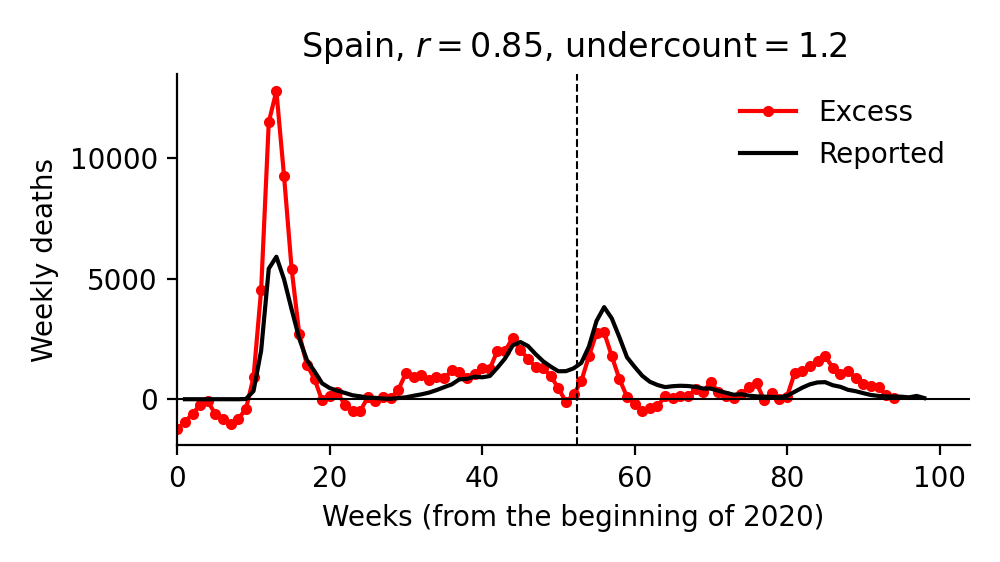 Spain, r = 0.85, undercount = 1.2
Excess
Reported
Weekly deaths
10000
5000
0
0 20 40 60 80 100
Weeks (from the beginning of 2020)